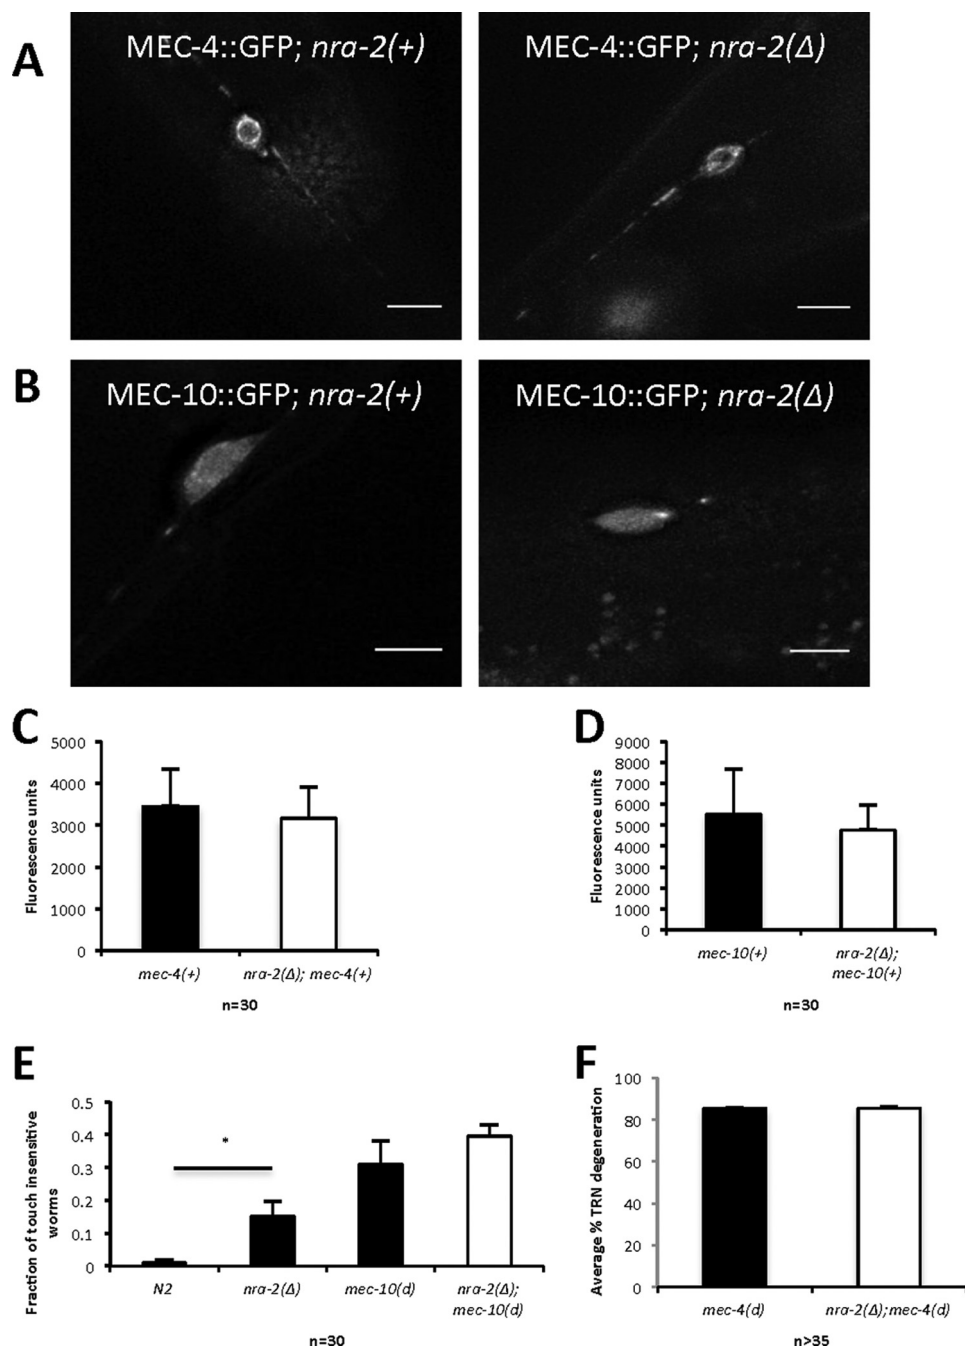 A
MEC-4::GFP; nra-2(+)
MEC-4::GFP; nra-2(Δ)
B
MEC-10::GFP; nra-2(+)
MEC-10::GFP; nra-2(Δ)
C
Fluorescence units
5000
4000
3000
2000
1000
0
mec-4(+)
nra-2(Δ); mec-4(+)
n=30
D
Fluorescence units
9000
8000
7000
6000
5000
4000
3000
2000
1000
0
mec-10(+)
nra-2(Δ);
mec-10(+)
n=30
E
Fraction of touch insensitive
worms
0.5
0.4
0.3
0.2
0.1
0
*
N2
nra-2(Δ)
mec-10(d)
nra-2(Δ);
mec-10(d)
n=30
F
Average % TRN degeneration
100
80
60
40
20
0
mec-4(d)
nra-2(Δ);mec-4(d)
n>35